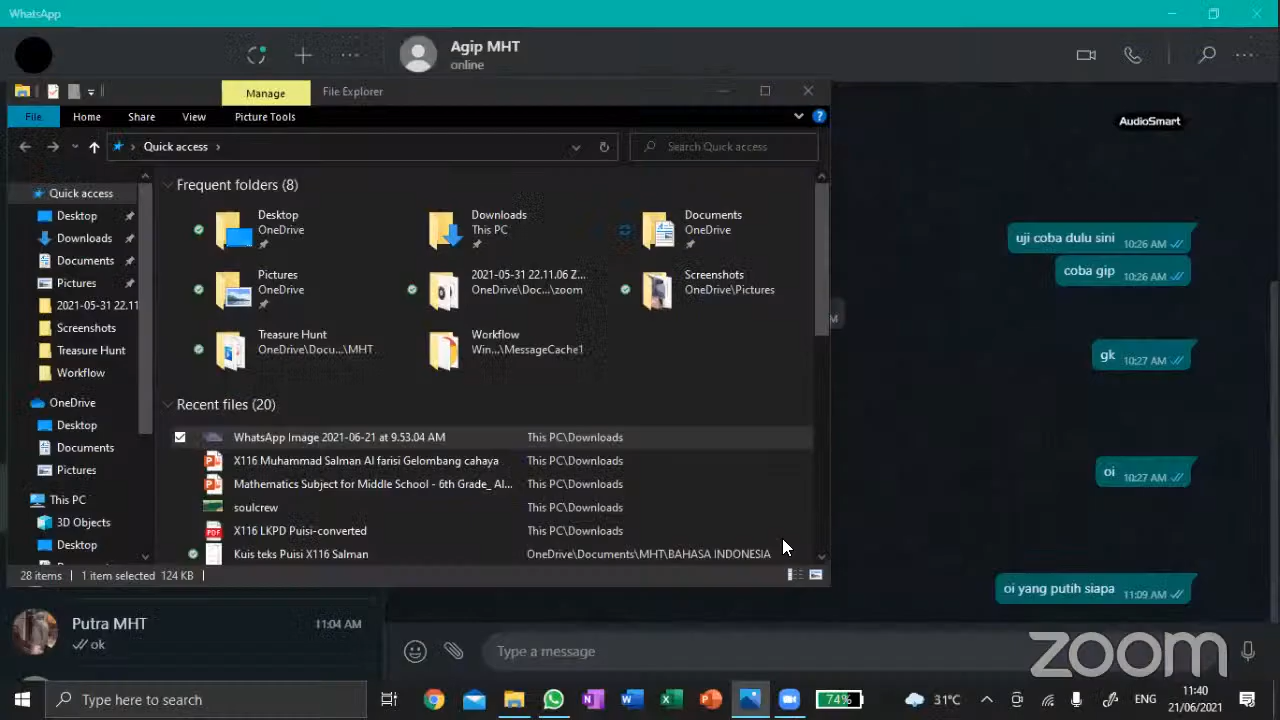 WhatsApp
Agip MHT
online
Manage
File Explorer
File
Home
Share
View
Picture Tools
Quick access
Search Quick access
Quick access
Desktop
Downloads
Documents
Pictures
2021-05-31 22.11
Screenshots
Treasure Hunt
Workflow
OneDrive
Desktop
Documents
Pictures
This PC
3D Objects
Desktop
Frequent folders (8)
Desktop
OneDrive
Downloads
This PC
Documents
OneDrive
Pictures
OneDrive
2021-05-31 22.11.06 Z...
OneDrive\Doc...\zoom
Screenshots
OneDrive\Pictures
Treasure Hunt
OneDrive\Docu...\MHT
Workflow
Win...\MessageCache1
Recent files (20)
WhatsApp Image 2021-06-21 at 9.53.04 AM This PC\Downloads
X116 Muhammad Salman Al farisi Gelombang cahaya This PC\Downloads
Mathematics Subject for Middle School - 6th Grade_ Al... This PC\Downloads
soulcrew This PC\Downloads
X116 LKPD Puisi-converted This PC\Downloads
Kuis teks Puisi X116 Salman OneDrive\Documents\MHT\BAHASA INDONESIA
28 items 1 item selected 124 KB
AudioSmart
uji coba dulu sini 10:26 AM
coba gip 10:26 AM
M
gk 10:27 AM
oi 10:27 AM
oi yang putih siapa 11:09 AM
Putra MHT 11:04 AM
ok
Type a message
zoom
Type here to search
74%
31°C
ENG
11:40
21/06/2021